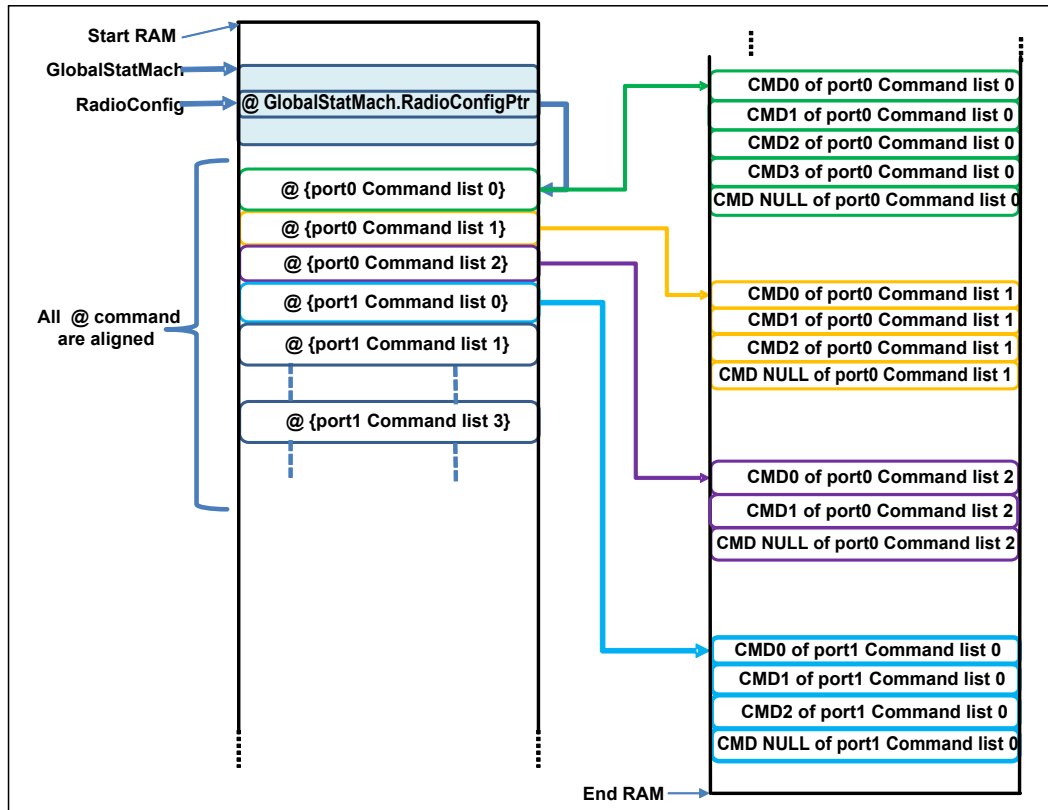 Start RAM
GlobalStatMach
RadioConfig
@ GlobalStatMach.RadioConfigPtr
@ {port0 Command list 0}
@ {port0 Command list 1}
@ {port0 Command list 2}
@ {port1 Command list 0}
@ {port1 Command list 1}
@ {port1 Command list 3}
All @ command
are aligned
CMD0 of port0 Command list 0
CMD1 of port0 Command list 0
CMD2 of port0 Command list 0
CMD3 of port0 Command list 0
CMD NULL of port0 Command list 0
CMD0 of port0 Command list 1
CMD1 of port0 Command list 1
CMD2 of port0 Command list 1
CMD NULL of port0 Command list 1
CMD0 of port0 Command list 2
CMD1 of port0 Command list 2
CMD NULL of port0 Command list 2
CMD0 of port1 Command list 0
CMD1 of port1 Command list 0
CMD2 of port1 Command list 0
CMD NULL of port1 Command list 0
End RAM